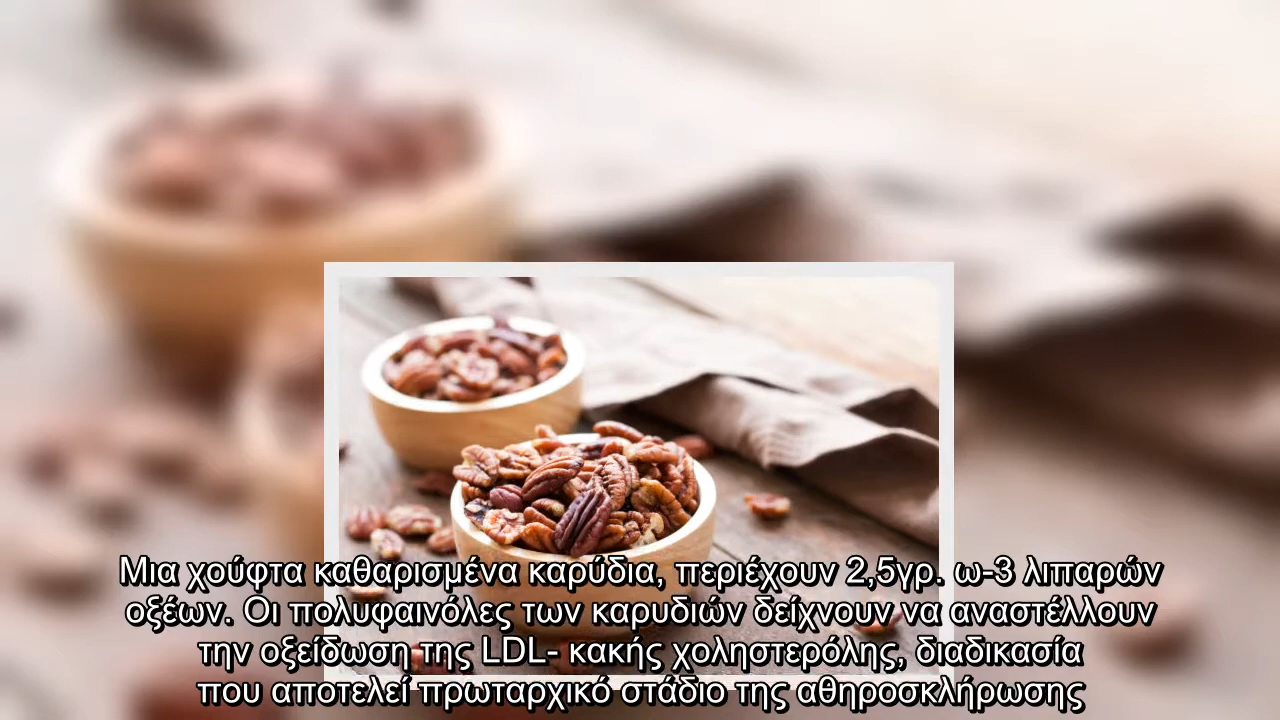 Μια χούφτα καθαρισμένα καρύδια, περιέχουν 2,5γρ. ω-3 λιπαρών
οξέων. Οι πολυφαινόλες των καρυδιών δείχνουν να αναστέλλουν
την οξείδωση της LDL- κακής χοληστερόλης, διαδικασία
που αποτελεί πρωταρχικό στάδιο της αθηροσκλήρωσης